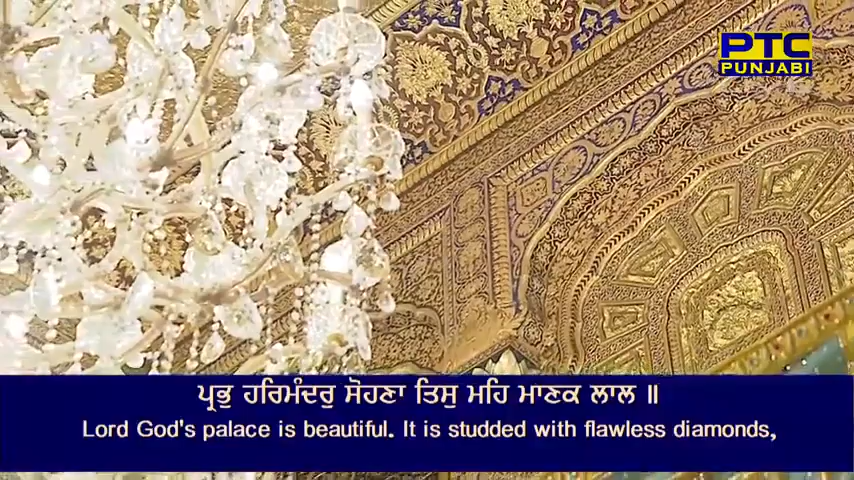 PTC
PUNJABI
ਪ੍ਰਭੁ ਹਰਿਮੰਦਰੁ ਸੋਹਣਾ ਤਿਸੁ ਮਹਿ ਮਾਣਕ ਲਾਲ ॥
Lord God's palace is beautiful. It is studded with flawless diamonds,